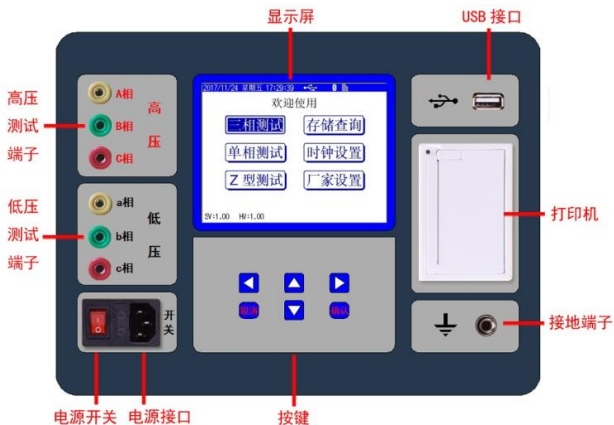 显示屏
USB 接口
高压
测试
端子
A相
B相
C相
高
压
2017/11/24 星期五 17:29:39
欢迎使用
三相测试
存储查询
单相测试
时钟设置
Z 型测试
厂家设置
SV:1.00 HV:1.00
低压
测试
端子
a相
b相
c相
低
压
打印机
取消
确认
开
关
接地端子
电源开关
电源接口
按键